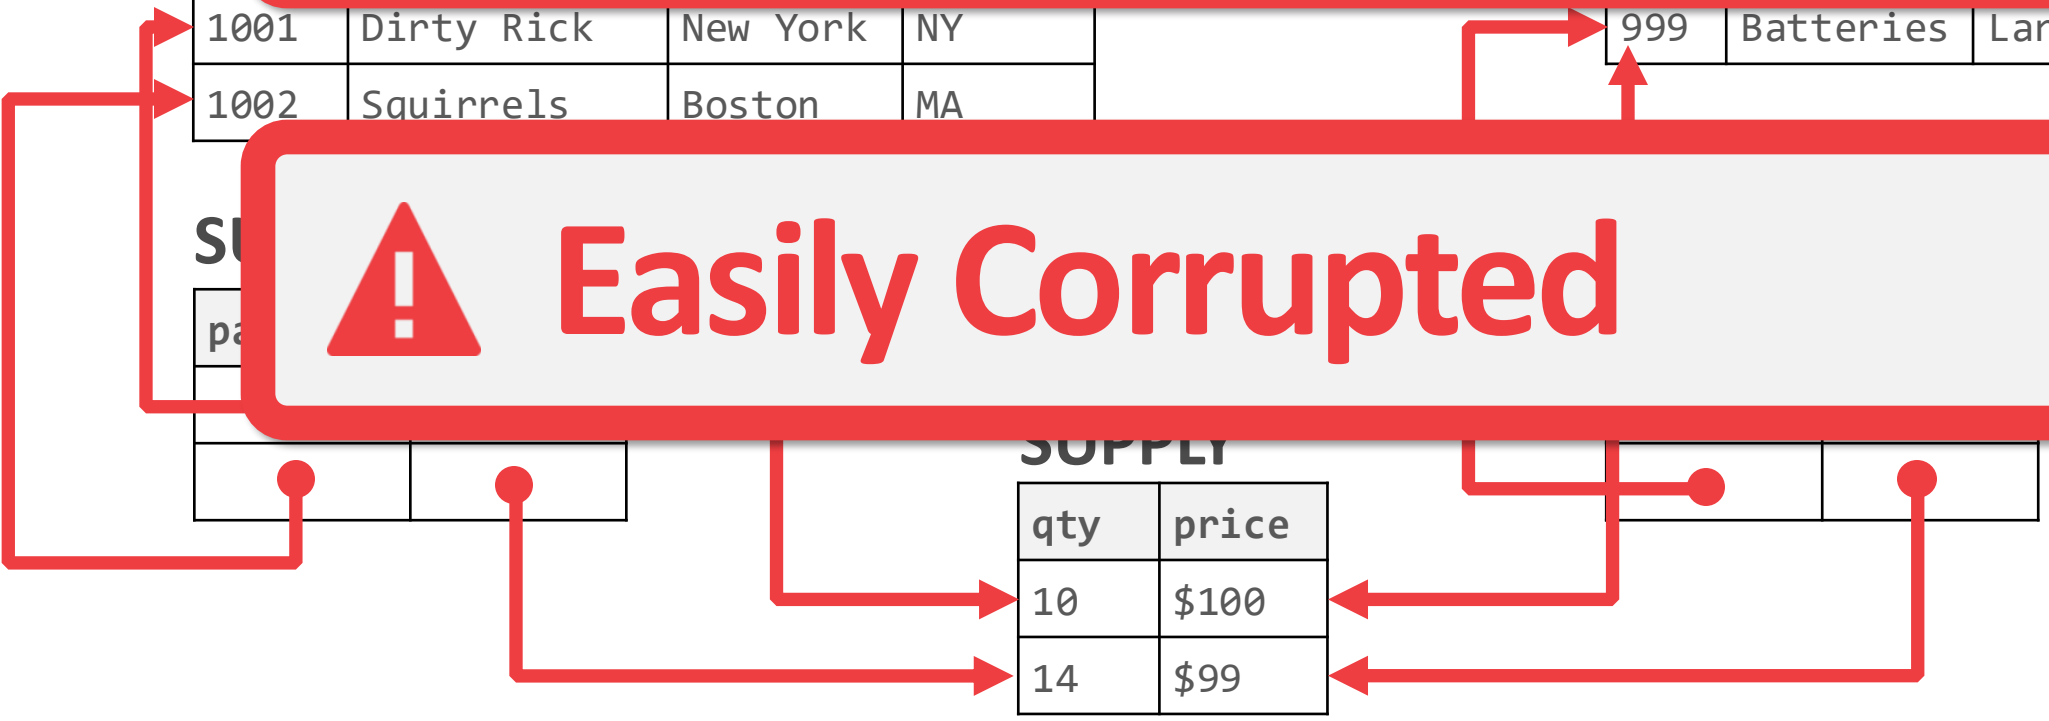 1001 Dirty Rick New York NY
999 Batteries
1002 Squirrels Boston MA
Easily Corrupted
SUPPLY
qty price
10 $100
14 $99